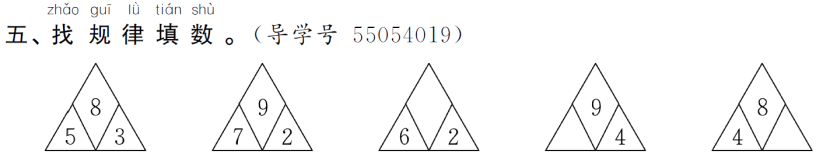 zhǎo guī lǜ tián shù
五、找 规 律 填 数 。(导学号 55054019)
8 9 9 8
5 3 7 2 6 2 4 4